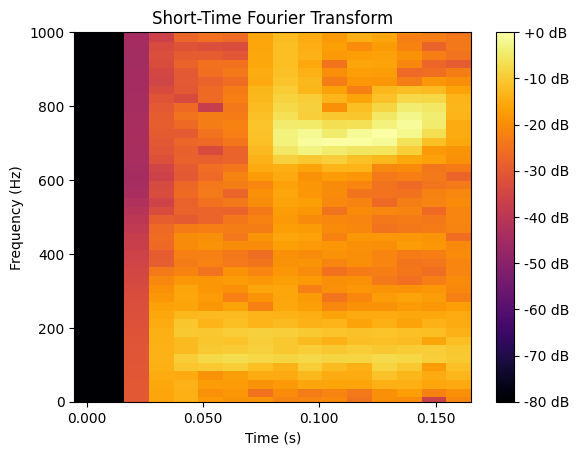 Short-Time Fourier Transform
1000
800
600
400
200
0
Frequency (Hz)
0.000
0.050
0.100
0.150
Time (s)
+0 dB
-10 dB
-20 dB
-30 dB
-40 dB
-50 dB
-60 dB
-70 dB
-80 dB